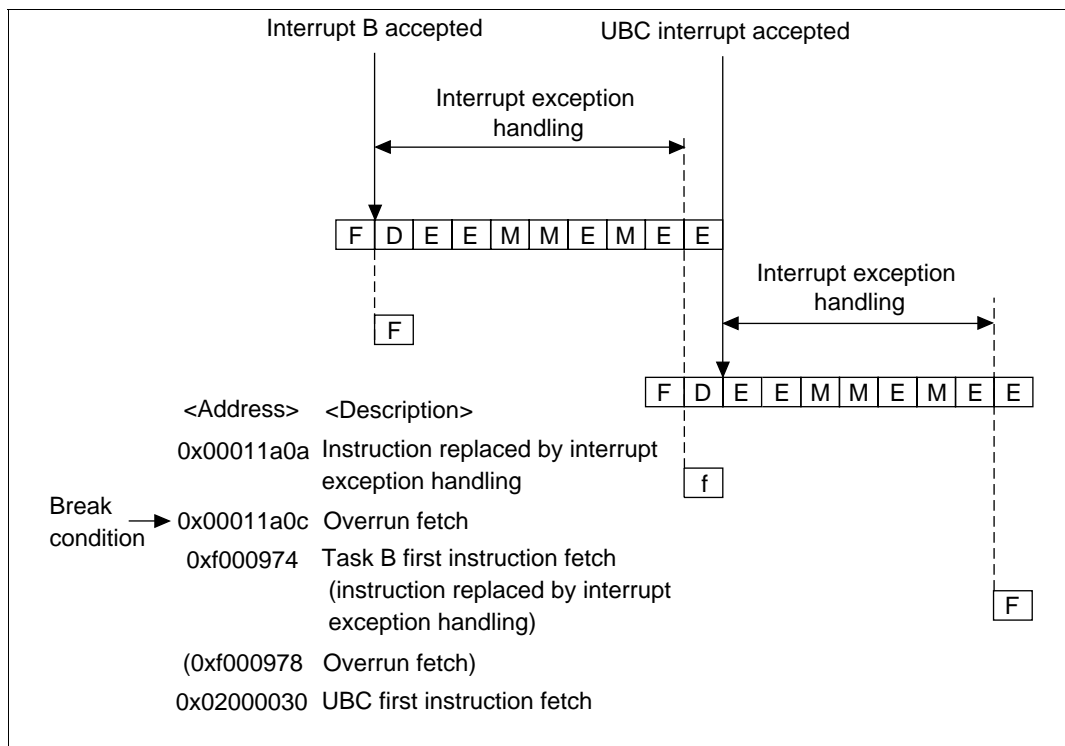 Interrupt B accepted
UBC interrupt accepted
Interrupt exception
handling
F D E E M M E M E E
Interrupt exception
handling
F
F D E E M M E M E E
<Address> <Description>
0x00011a0a Instruction replaced by interrupt
exception handling
f
Break
condition
0x00011a0c Overrun fetch
0xf000974 Task B first instruction fetch
(instruction replaced by interrupt
exception handling)
F
(0xf000978 Overrun fetch)
0x02000030 UBC first instruction fetch